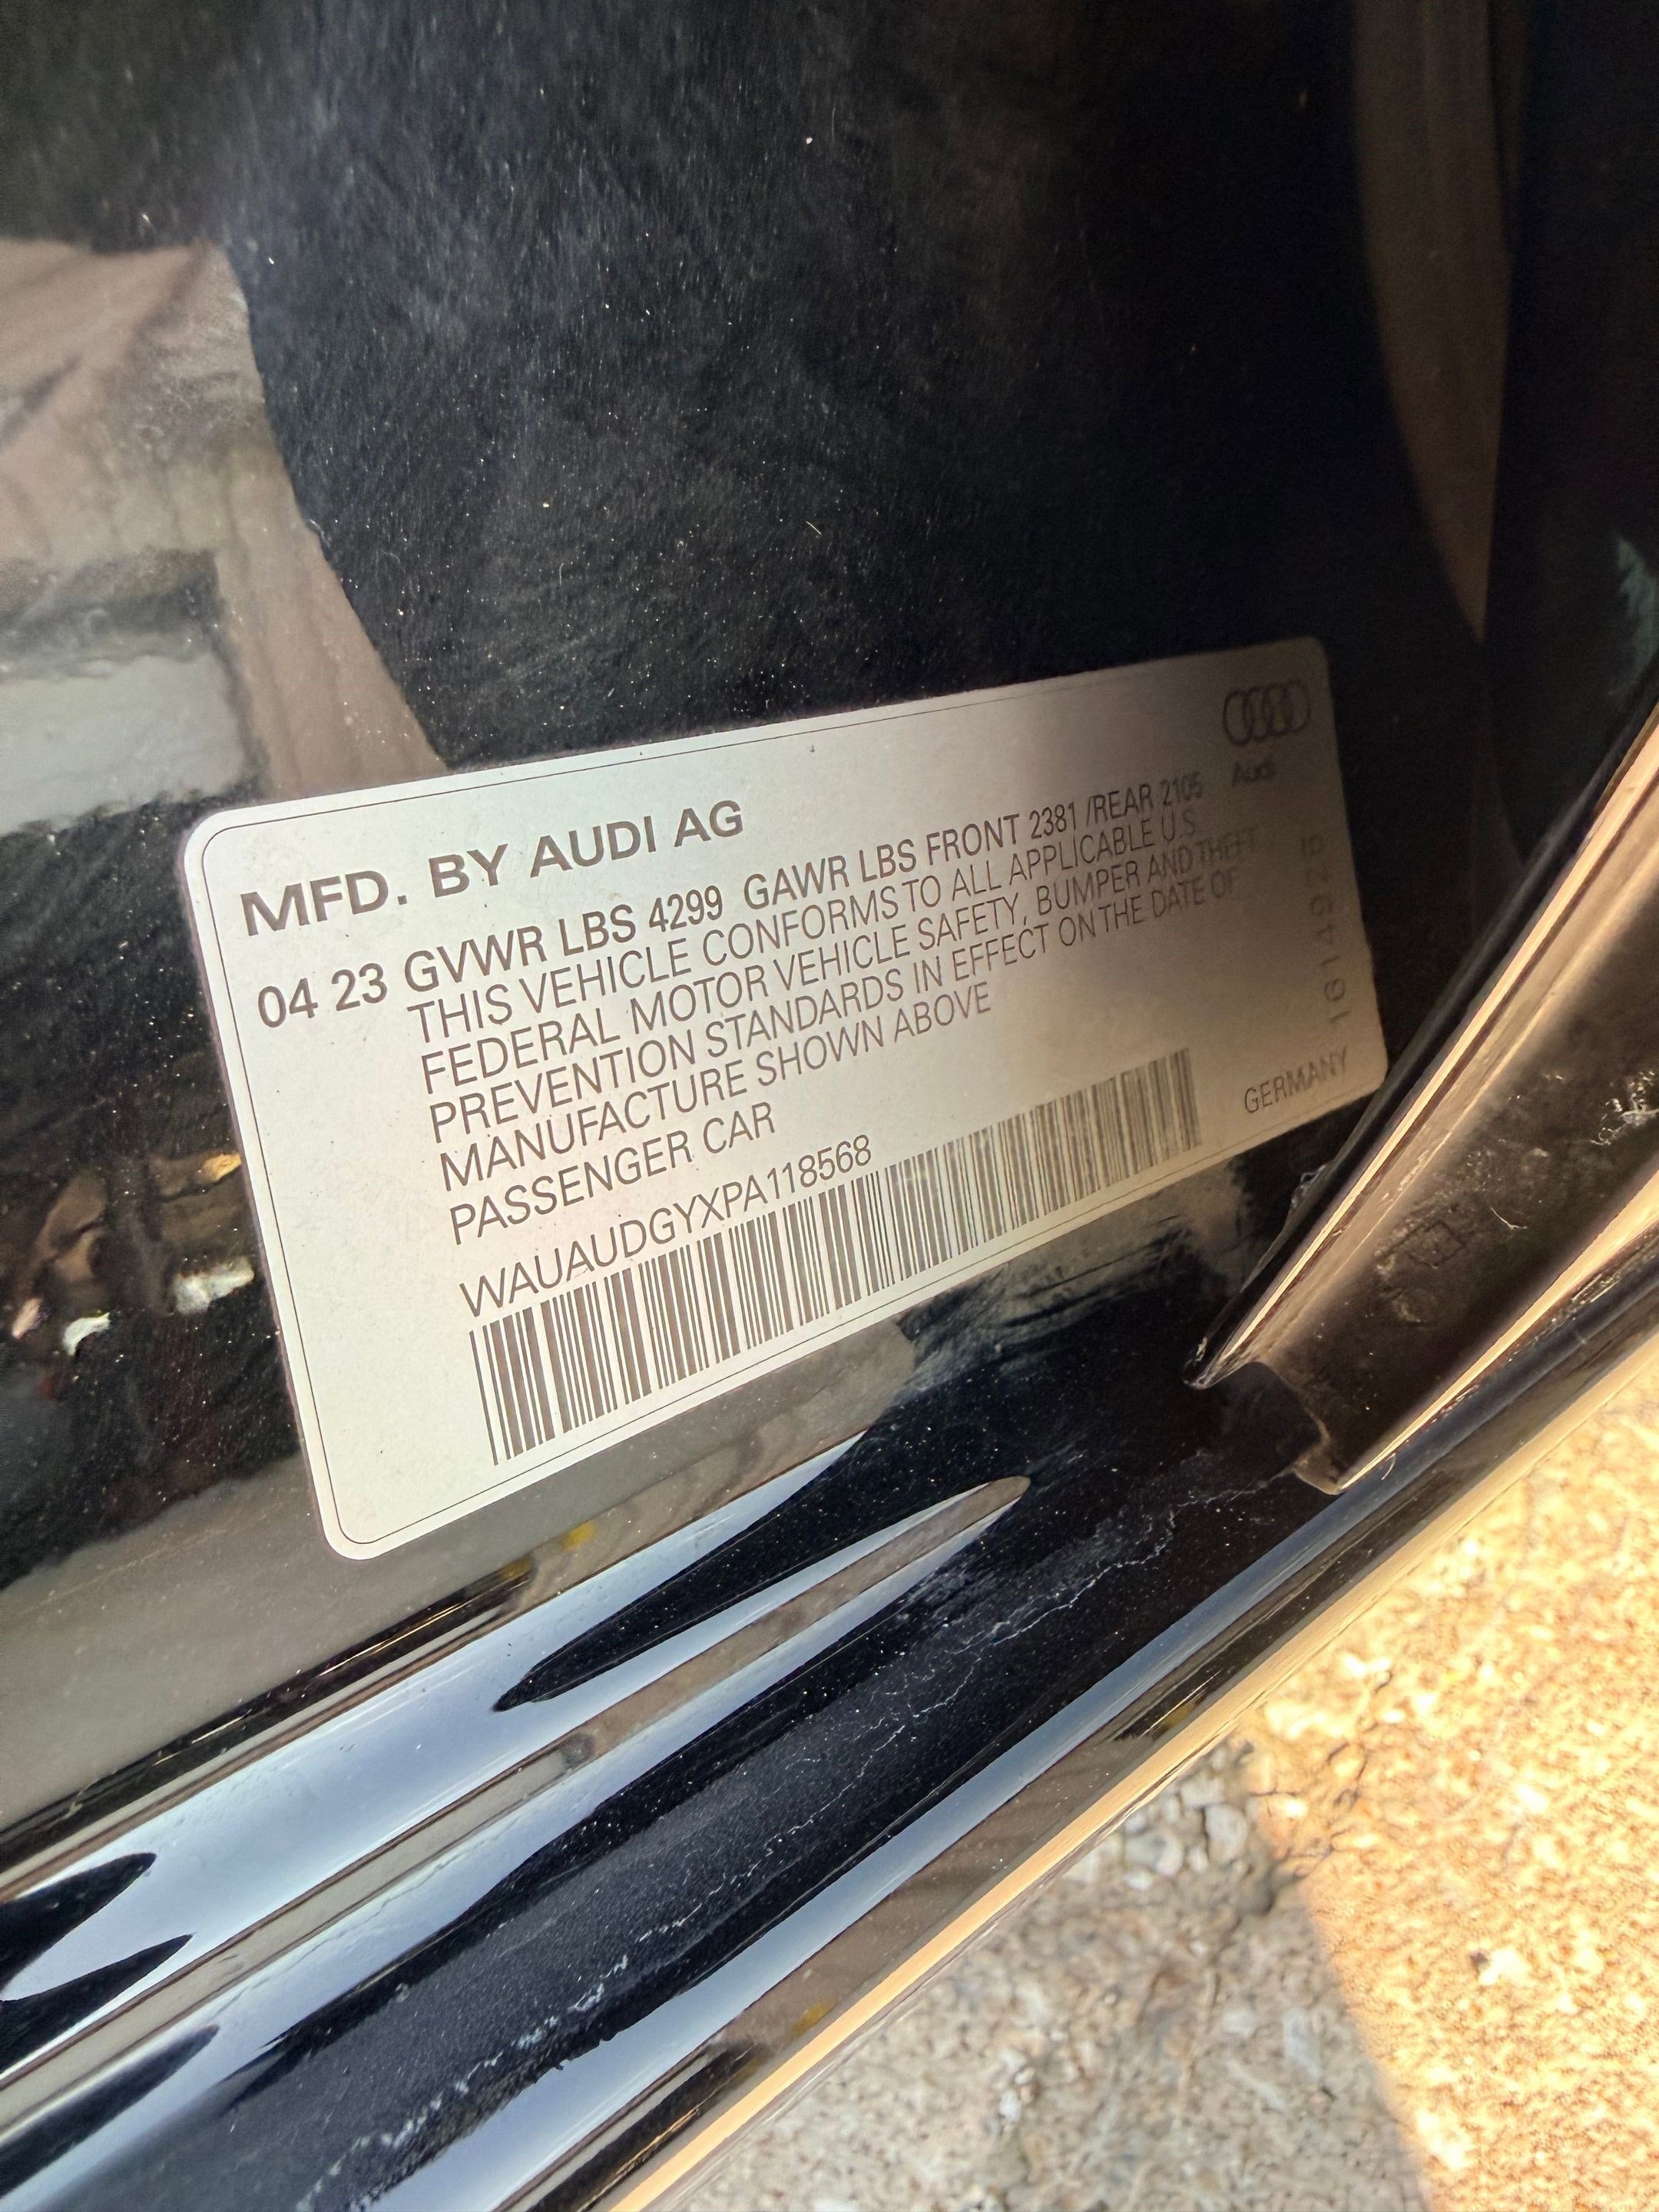 Audi
MFD. BY AUDI AG
04 23 GVWR LBS 4299 GAWR LBS FRONT 2381 /REAR 2105
THIS VEHICLE CONFORMS TO ALL APPLICABLE U.S
FEDERAL MOTOR VEHICLE SAFETY, BUMPER AND THEFT
PREVENTION STANDARDS IN EFFECT ON THE DATE OF
MANUFACTURE SHOWN ABOVE
PASSENGER CAR
WAUAUDGYXPA118568
GERMANY